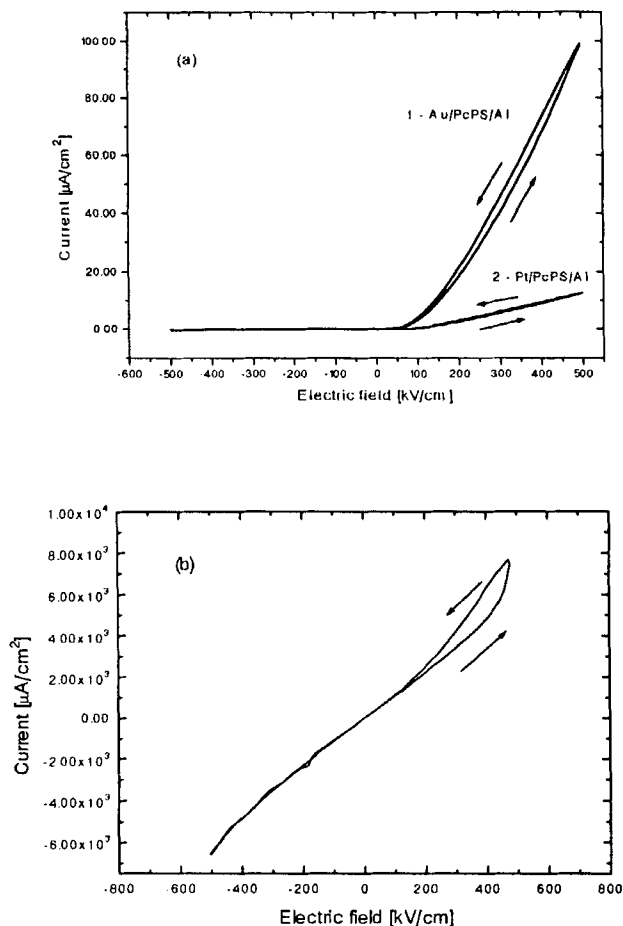 (a)
100.00
80.00
60.00
40.00
20.00
0.00
Current [µA/cm²]
1 - Au/PcPS/Al
2 - Pt/PcPS/Al
-600 -500 -400 -300 -200 -100 0 100 200 300 400 500 600
Electric field [kV/cm]
(b)
1.00x10⁴
8.00x10³
6.00x10³
4.00x10³
2.00x10³
0.00
-2.00x10³
-4.00x10³
-6.00x10³
Current [µA/cm²]
-800 -600 -400 -200 0 200 400 600 800
Electric field [kV/cm]